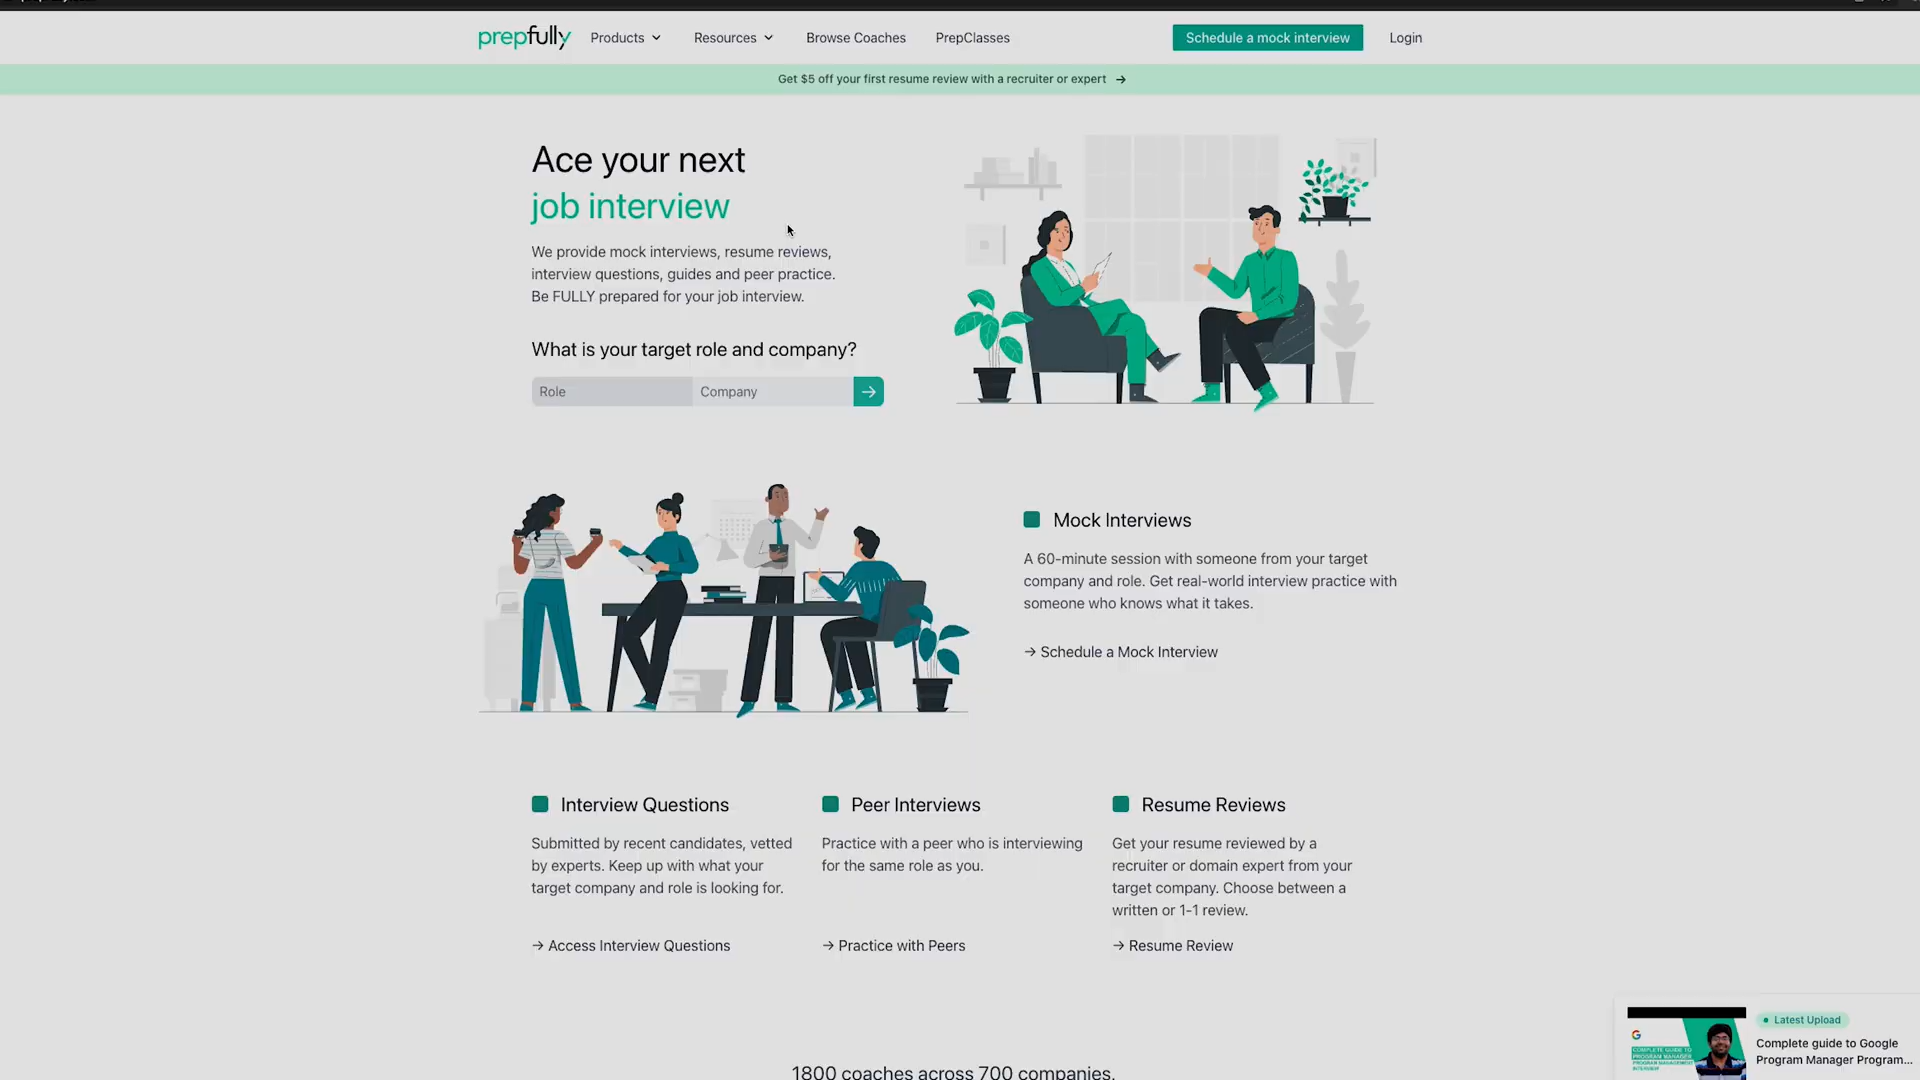 prepfully Products Resources Browse Coaches PrepClasses Schedule a mock interview Login
Get $5 off your first resume review with a recruiter or expert →
Ace your next
job interview
We provide mock interviews, resume reviews,
interview questions, guides and peer practice.
Be FULLY prepared for your job interview.
What is your target role and company?
Role Company →
Mock Interviews
A 60-minute session with someone from your target
company and role. Get real-world interview practice with
someone who knows what it takes.
→ Schedule a Mock Interview
Interview Questions
Submitted by recent candidates, vetted
by experts. Keep up with what your
target company and role is looking for.
→ Access Interview Questions
Peer Interviews
Practice with a peer who is interviewing
for the same role as you.
→ Practice with Peers
Resume Reviews
Get your resume reviewed by a
recruiter or domain expert from your
target company. Choose between a
written or 1-1 review.
→ Resume Review
1800 coaches across 700 companies.
G
COMPLETE GUIDE TO
PROGRAM MANAGER
PROGRAM MANAGEMENT
INTERVIEW
Latest Upload
Complete guide to Google
Program Manager Program...